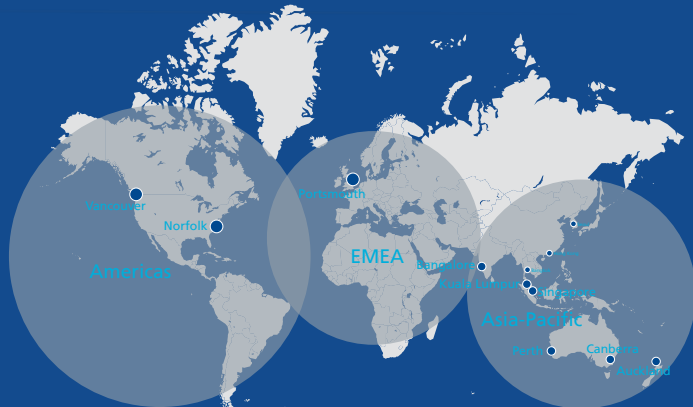 Portsmouth
Vancouver
Norfolk
EMEA
Americas
Bangalore
Kuala Lumpur
Singapore
Asia-Pacific
Perth
Canberra
Auckland